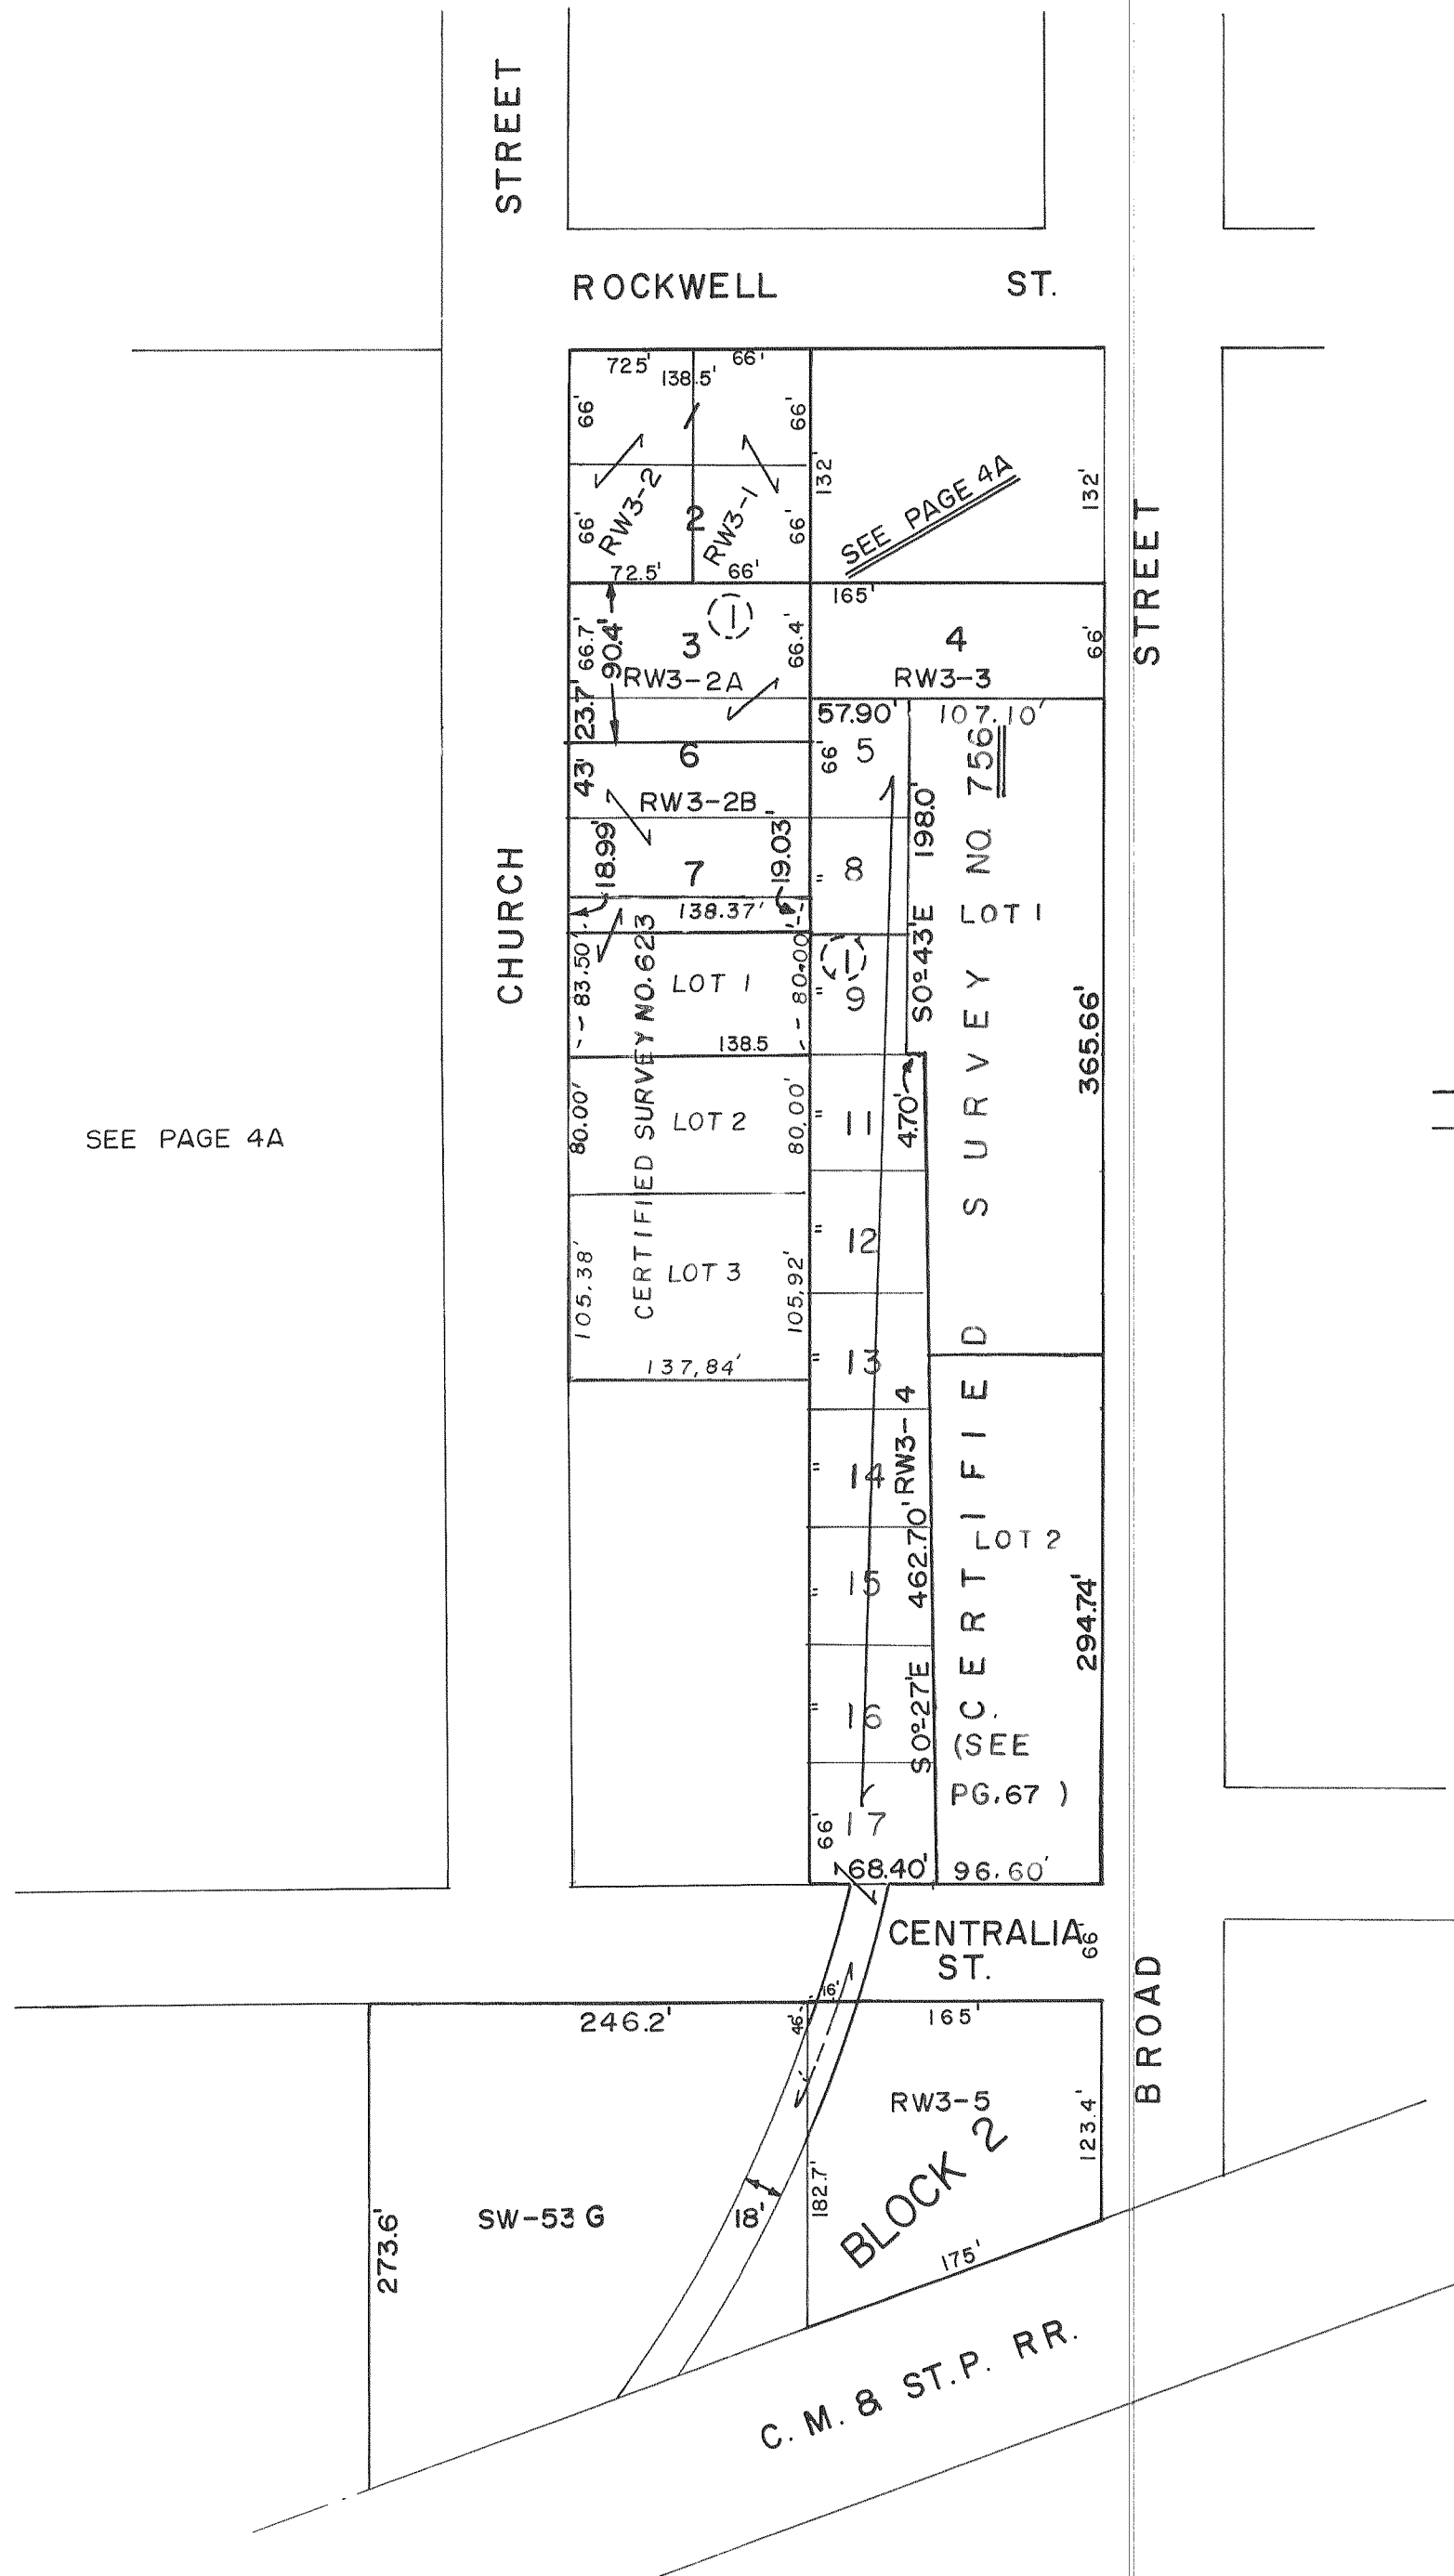 STREET
ROCKWELL ST.
725'
66'
138.5'
66'
66'
132'
132'
RW3-2
2
RW3-1
66'
66'
72.5'
66'
SEE PAGE 4A
STREET
165'
66.7'
90.4'
3
66.4'
4
66'
RW3-2A
RW3-3
23.7'
57.90'
107.10'
6
66
5
43'
RW3-2B
198.0'
CERTIFIED SURVEY NO. 756
18.99'
19.03'
7
8
CHURCH
138.37'
S0°43'E
LOT 1
83.50'
CERTIFIED SURVEY NO.623
LOT 1
80.00'
9
138.5
365.66'
80.00'
LOT 2
80.00'
11
4.70'
SEE PAGE 4A
12
105.38'
LOT 3
105,92'
137,84'
13
RW3-4
14
462.70'
LOT 2
15
294.74'
S0°27'E
16
(SEE
PG.67 )
66
17
68.40'
96.60'
CENTRALIA
ST.
66'
BROAD
16'
246.2'
46'
165'
RW3-5
123.4'
BLOCK 2
182.7'
SW-53 G
18'
273.6'
175'
C. M. & ST. P. RR.